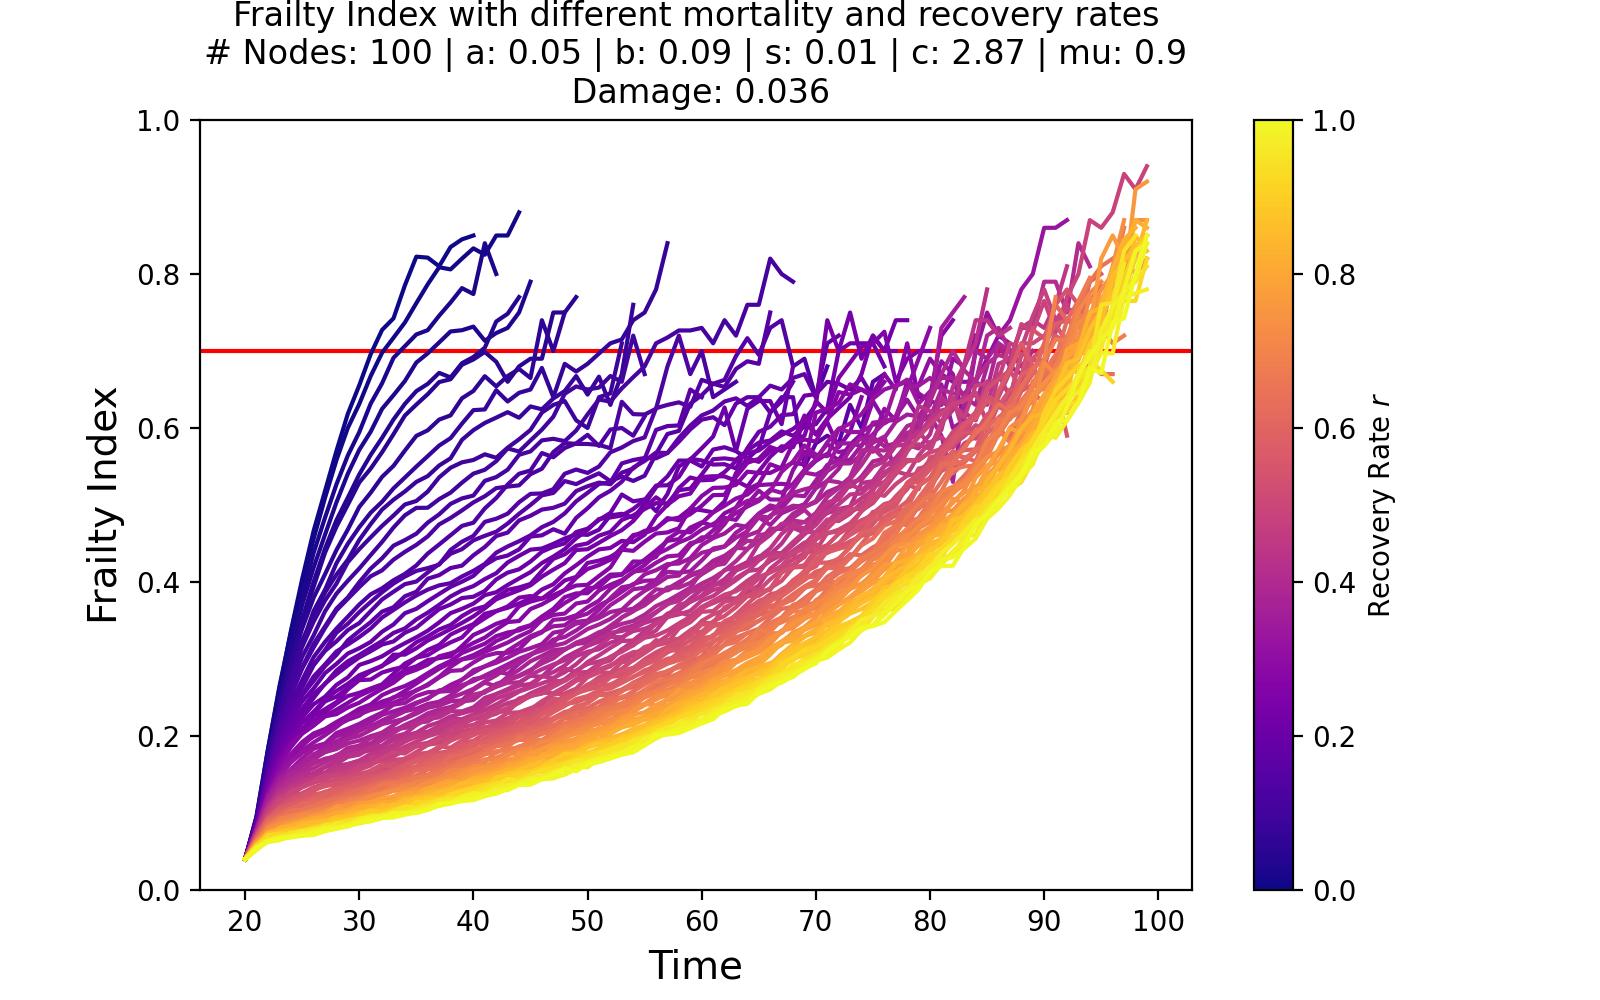 Frailty Index with different mortality and recovery rates
# Nodes: 100 | a: 0.05 | b: 0.09 | s: 0.01 | c: 2.87 | mu: 0.9
Damage: 0.036
1.0
0.8
0.6
0.4
0.2
0.0
Frailty Index
20 30 40 50 60 70 80 90 100
Time
1.0
0.8
0.6
0.4
0.2
0.0
Recovery Rate r